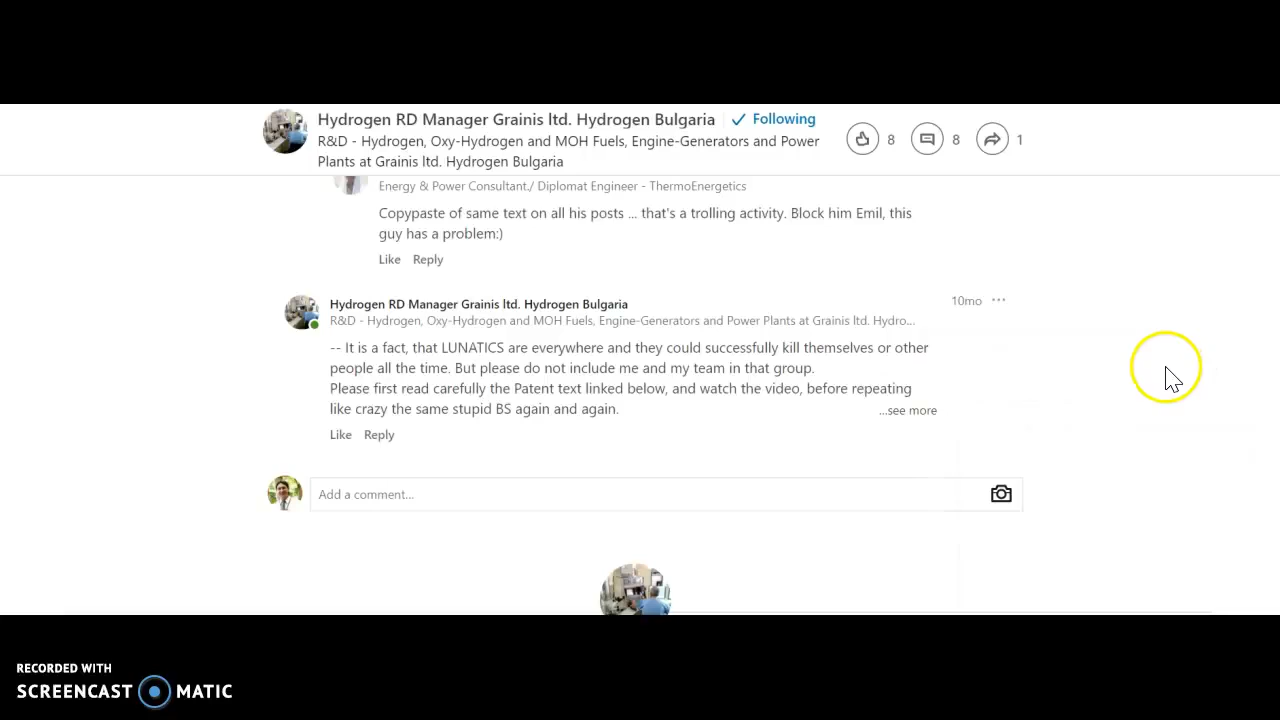 Hydrogen RD Manager Grainis ltd. Hydrogen Bulgaria
Following
R&D - Hydrogen, Oxy-Hydrogen and MOH Fuels, Engine-Generators and Power
Plants at Grainis ltd. Hydrogen Bulgaria
8
8
1
Energy & Power Consultant./ Diplomat Engineer - ThermoEnergetics
Copypaste of same text on all his posts ... that's a trolling activity. Block him Emil, this
guy has a problem:)
Like Reply
Hydrogen RD Manager Grainis ltd. Hydrogen Bulgaria
10mo ...
R&D - Hydrogen, Oxy-Hydrogen and MOH Fuels, Engine-Generators and Power Plants at Grainis ltd. Hydro...
-- It is a fact, that LUNATICS are everywhere and they could successfully kill themselves or other
people all the time. But please do not include me and my team in that group.
Please first read carefully the Patent text linked below, and watch the video, before repeating
like crazy the same stupid BS again and again.
...see more
Like Reply
Add a comment...
RECORDED WITH
SCREENCAST MATIC